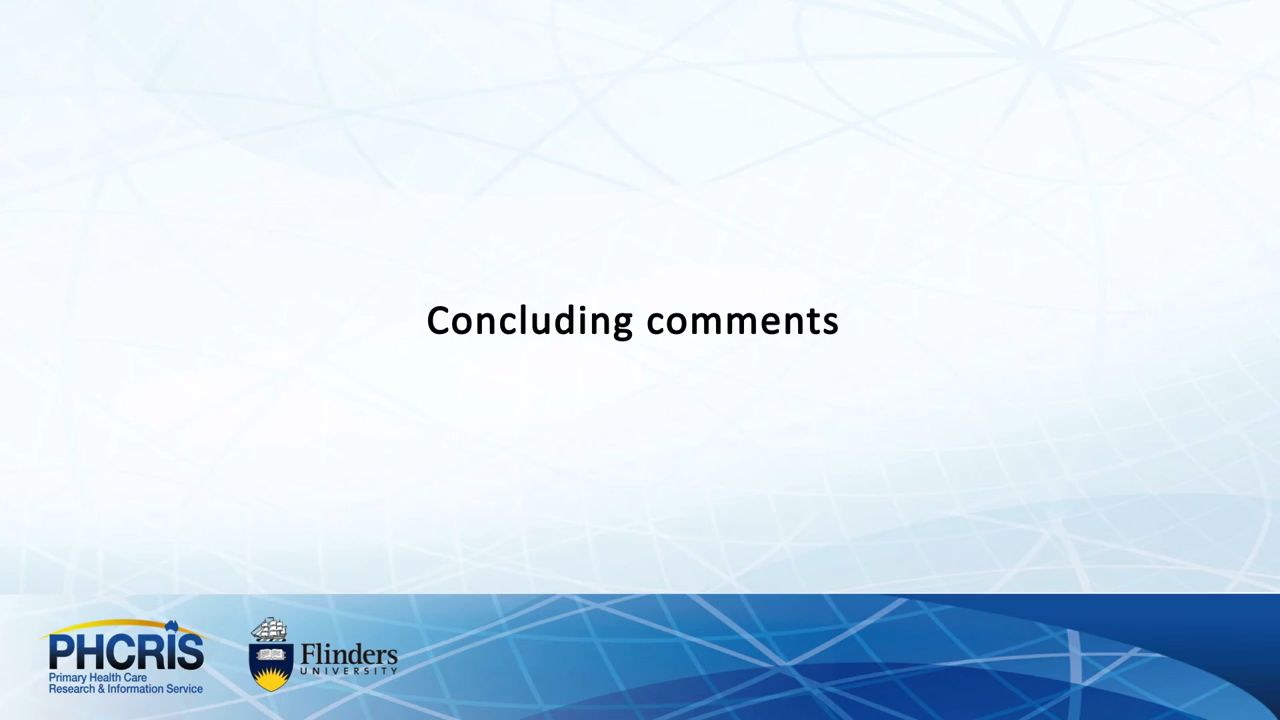 Concluding comments
PHCRIS
Primary Health Care
Research & Information Service
Flinders
UNIVERSITY